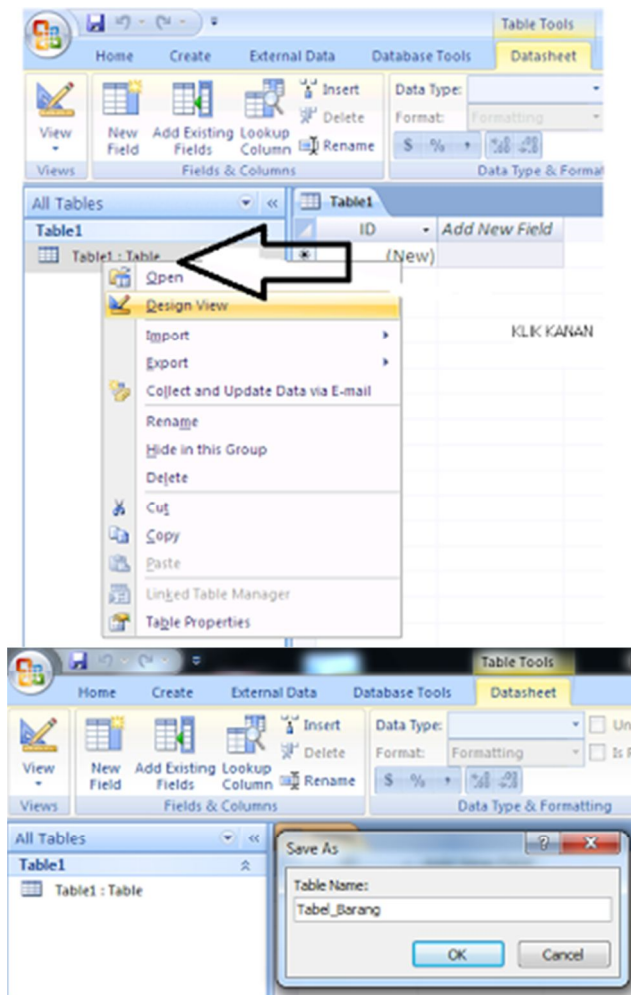 Table Tools
Home Create External Data Database Tools Datasheet
View
New Field
Add Existing Fields
Lookup Column
Insert
Delete
Rename
Data Type:
Format: Formatting
$ %
Views Fields & Columns Data Type & Format
All Tables « Table1
Table1 ID Add New Field
Table1 : Table (New)
Open
Design View
Import
KLIK KANAN
Export
Collect and Update Data via E-mail
Rename
Hide in this Group
Delete
Cut
Copy
Paste
Linked Table Manager
Table Properties
Table Tools
Home Create External Data Database Tools Datasheet
View
New Field
Add Existing Fields
Lookup Column
Insert
Delete
Rename
Data Type: Un
Format: Formatting Is
$ %
Views Fields & Columns Data Type & Formatting
All Tables «
Save As
Table1
Table1 : Table
Table Name:
Tabel_Barang
OK Cancel